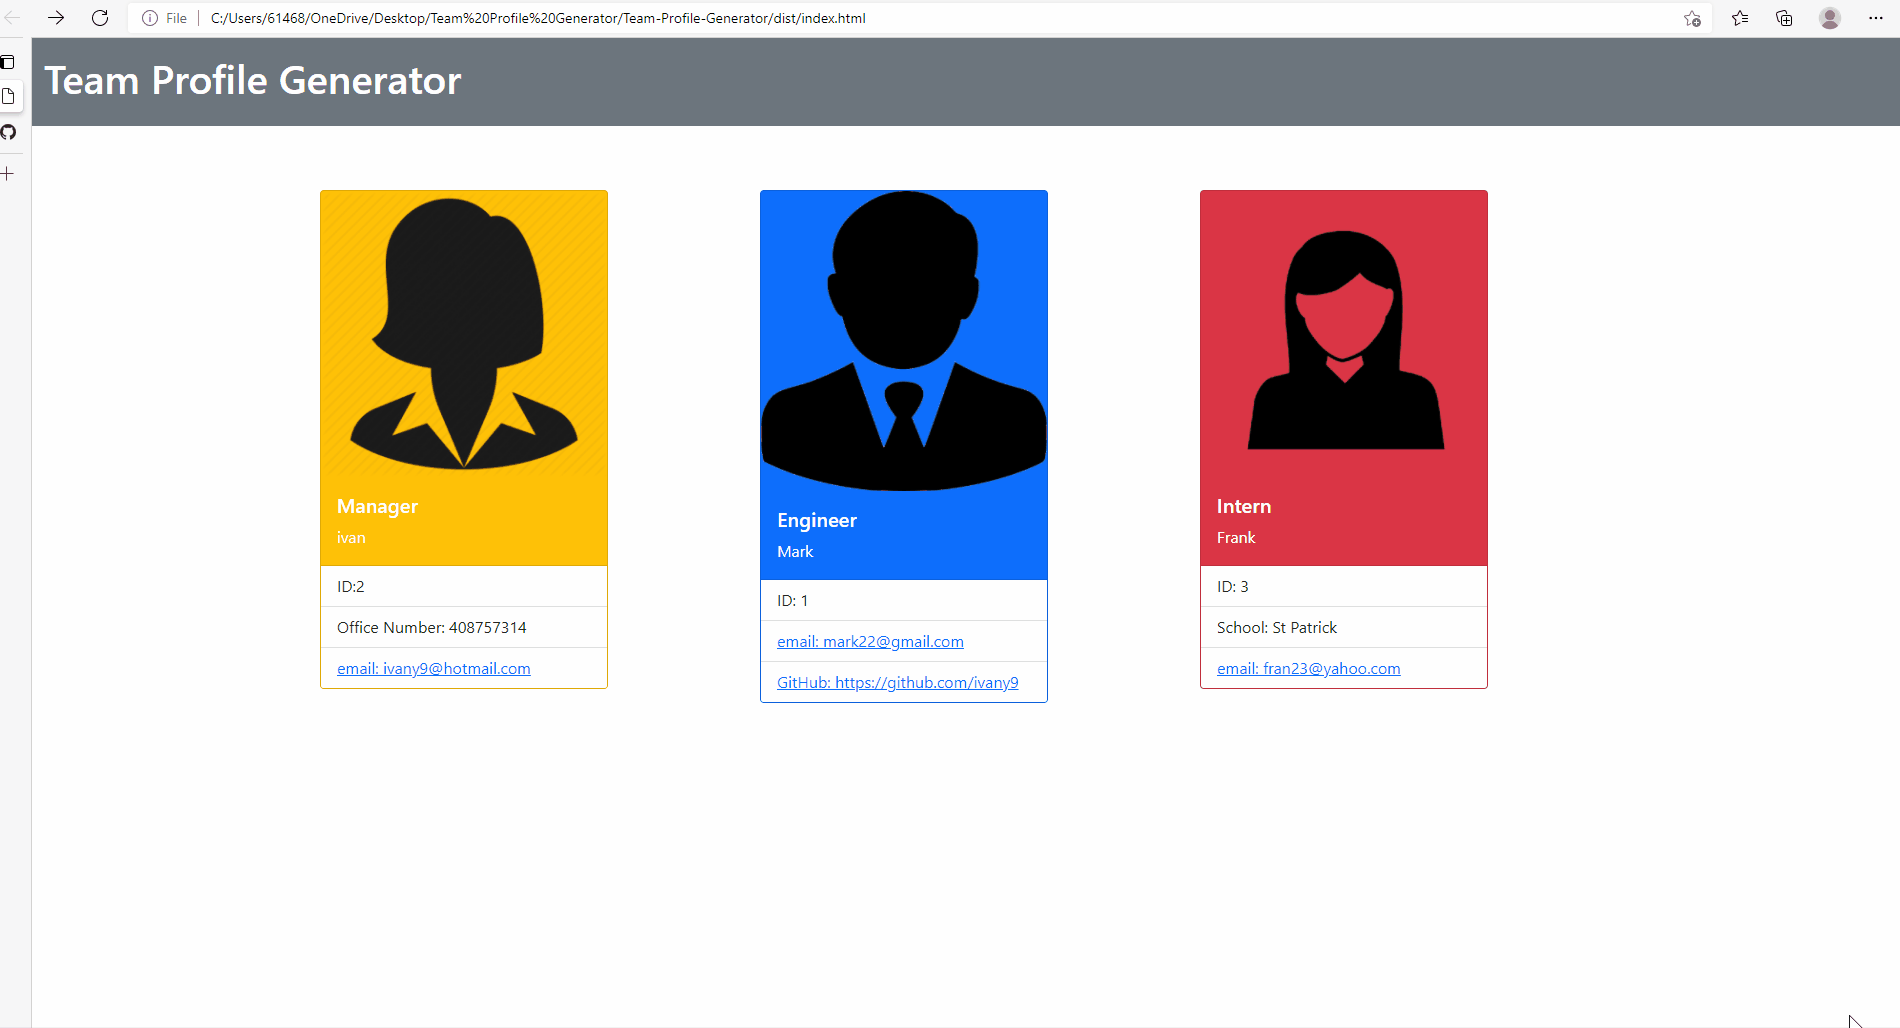 File C:/Users/61468/OneDrive/Desktop/Team%20Profile%20Generator/Team-Profile-Generator/dist/index.html
Team Profile Generator
Manager
ivan
ID:2
Office Number: 408757314
email: ivany9@hotmail.com
Engineer
Mark
ID: 1
email: mark22@gmail.com
GitHub: https://github.com/ivany9
Intern
Frank
ID: 3
School: St Patrick
email: fran23@yahoo.com